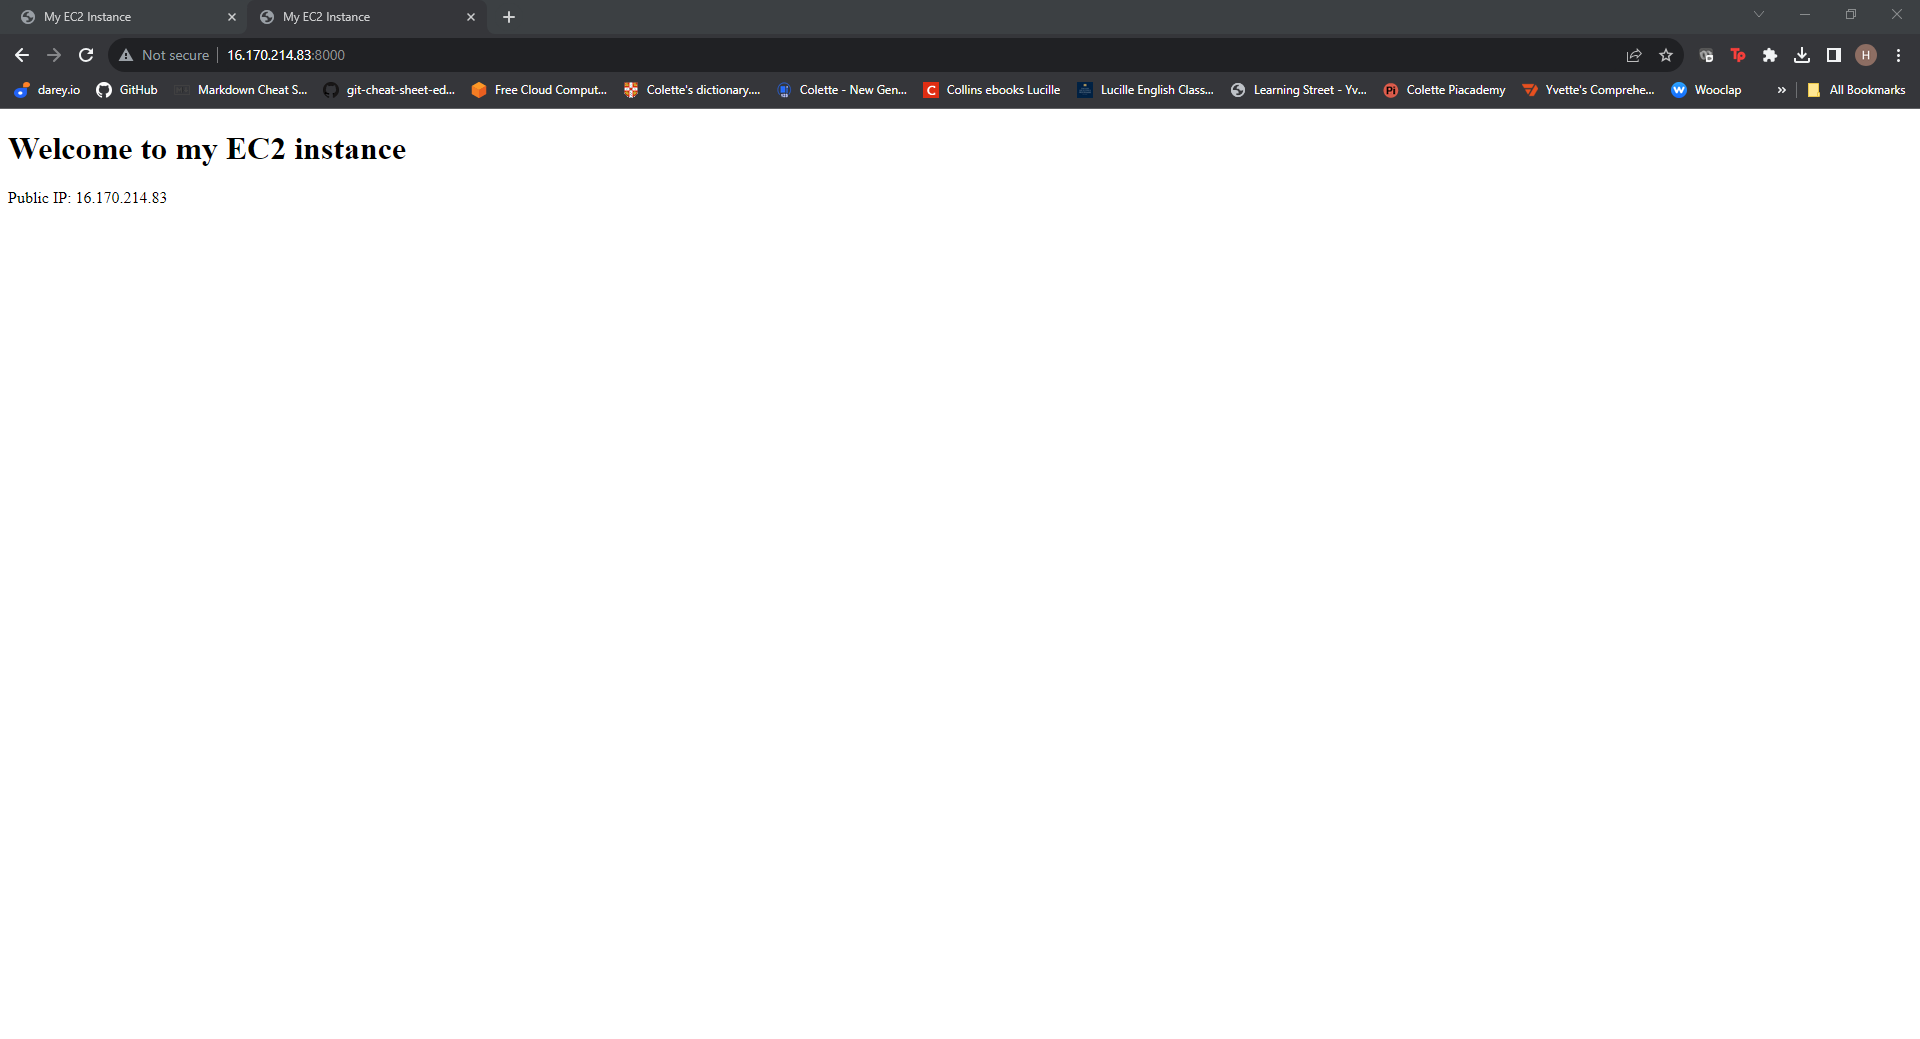 My EC2 Instance
My EC2 Instance
Not secure 16.170.214.83:8000
Tp
H
darey.io GitHub Markdown Cheat S... git-cheat-sheet-ed... Free Cloud Comput... Colette's dictionary.... Colette - New Gen... C Collins ebooks Lucille Lucille English Class... Learning Street - Yv... Pi Colette Piacademy Yvette's Comprehe... W Wooclap » All Bookmarks
Welcome to my EC2 instance
Public IP: 16.170.214.83